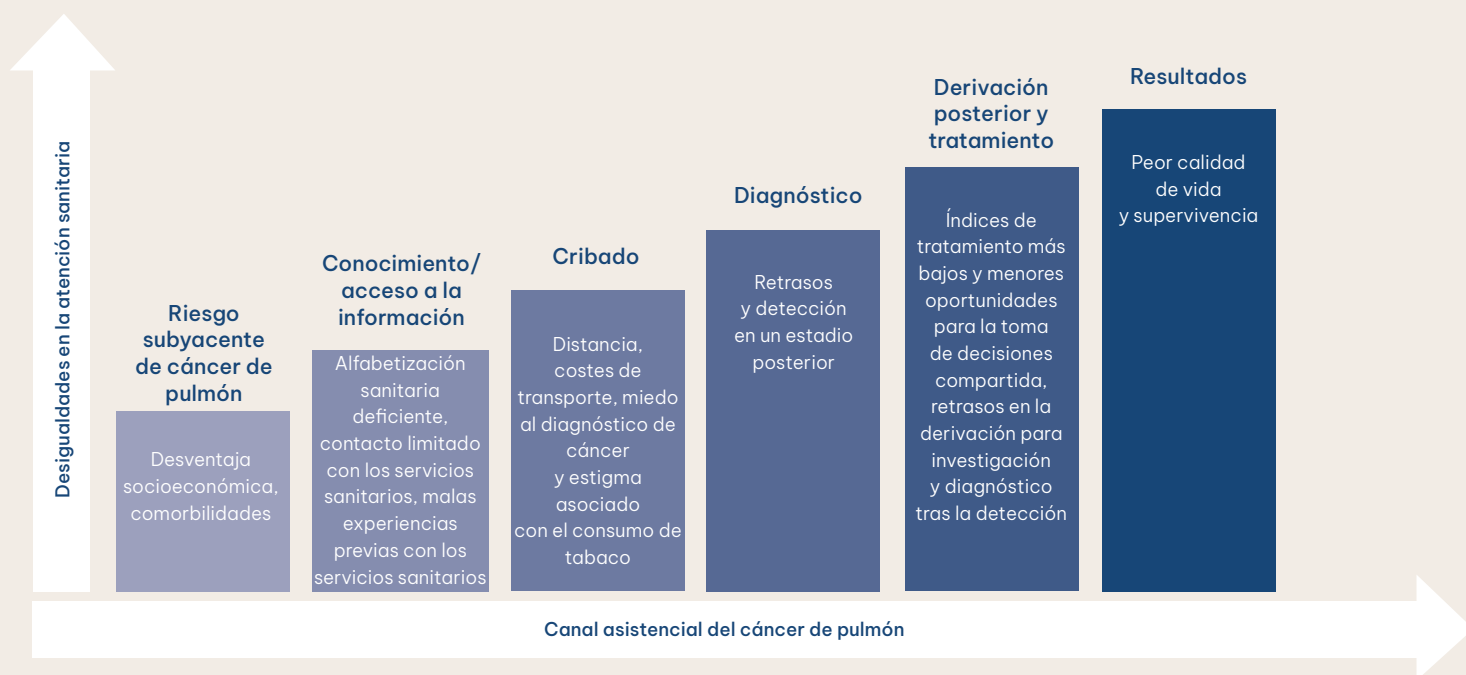 Desigualdades en la atención sanitaria
Riesgo
subyacente
de cáncer de
pulmón
Desventaja
socioeconómica,
comorbilidades
Conocimiento/
acceso a la
información
Alfabetización
sanitaria
deficiente,
contacto limitado
con los servicios
sanitarios, malas
experiencias
previas con los
servicios sanitarios
Cribado
Distancia,
costes de
transporte, miedo
al diagnóstico de
cáncer
y estigma
asociado
con el consumo de
tabaco
Diagnóstico
Retrasos
y detección
en un estadio
posterior
Derivación
posterior y
tratamiento
Índices de
tratamiento más
bajos y menores
oportunidades
para la toma
de decisiones
compartida,
retrasos en la
derivación para
investigación
y diagnóstico
tras la detección
Resultados
Peor calidad
de vida
y supervivencia
Canal asistencial del cáncer de pulmón